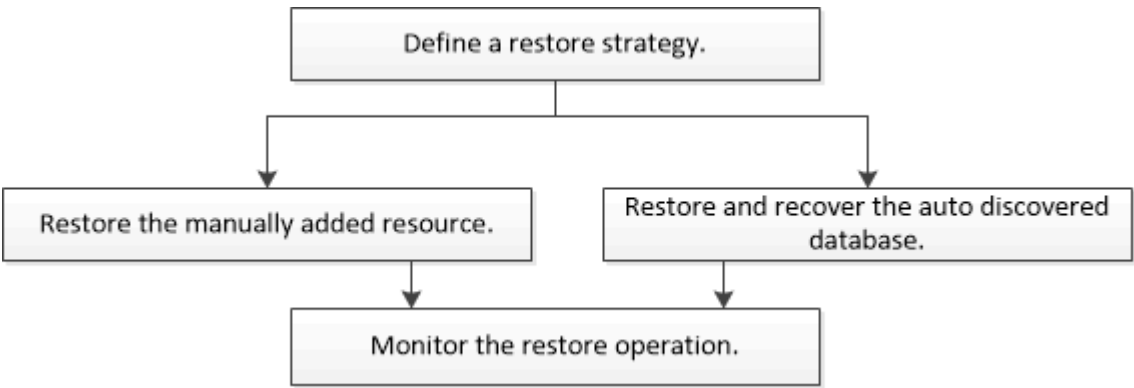 Define a restore strategy.
Restore the manually added resource.
Restore and recover the auto discovered
database.
Monitor the restore operation.